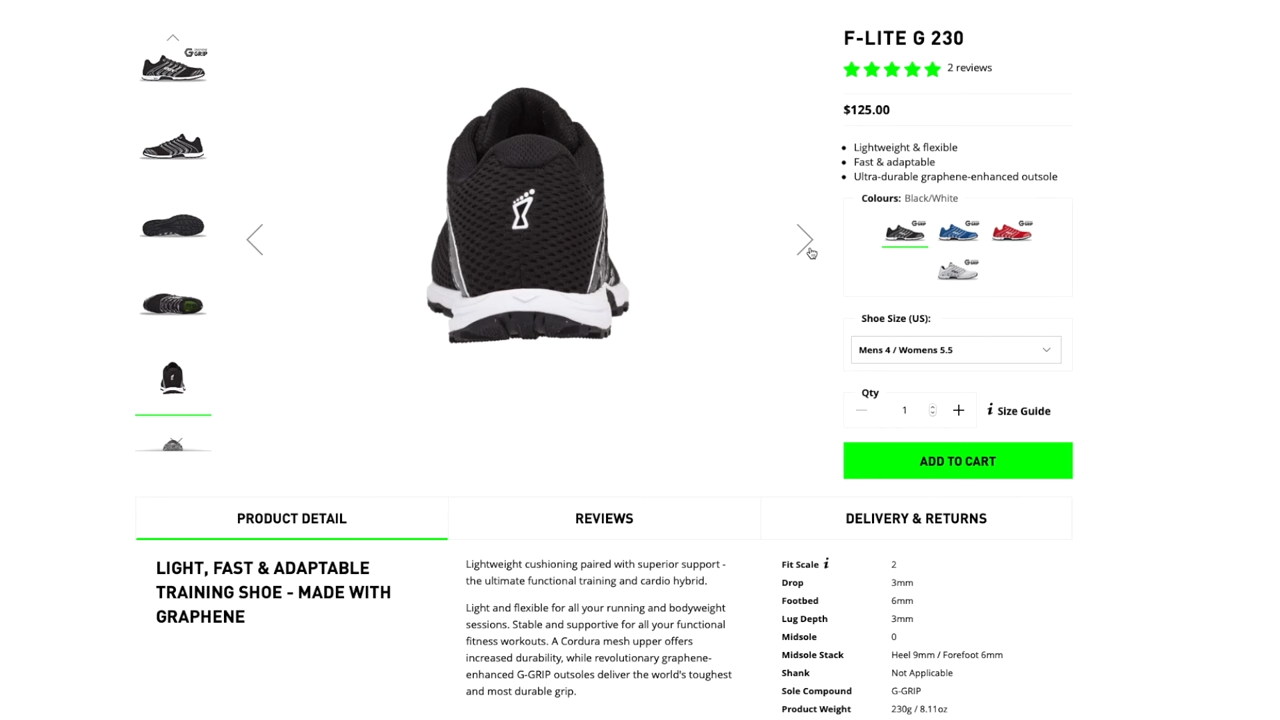 F-LITE G 230
2 reviews
$125.00
Lightweight & flexible
Fast & adaptable
Ultra-durable graphene-enhanced outsole
Colours: Black/White
Shoe Size (US):
Mens 4 / Womens 5.5
Qty
1
Size Guide
ADD TO CART
PRODUCT DETAIL
REVIEWS
DELIVERY & RETURNS
LIGHT, FAST & ADAPTABLE
TRAINING SHOE - MADE WITH
GRAPHENE
Lightweight cushioning paired with superior support -
the ultimate functional training and cardio hybrid.
Light and flexible for all your running and bodyweight
sessions. Stable and supportive for all your functional
fitness workouts. A Cordura mesh upper offers
increased durability, while revolutionary graphene-
enhanced G-GRIP outsoles deliver the world's toughest
and most durable grip.
Fit Scale i 2
Drop 3mm
Footbed 6mm
Lug Depth 3mm
Midsole 0
Midsole Stack Heel 9mm / Forefoot 6mm
Shank Not Applicable
Sole Compound G-GRIP
Product Weight 230g / 8.11oz